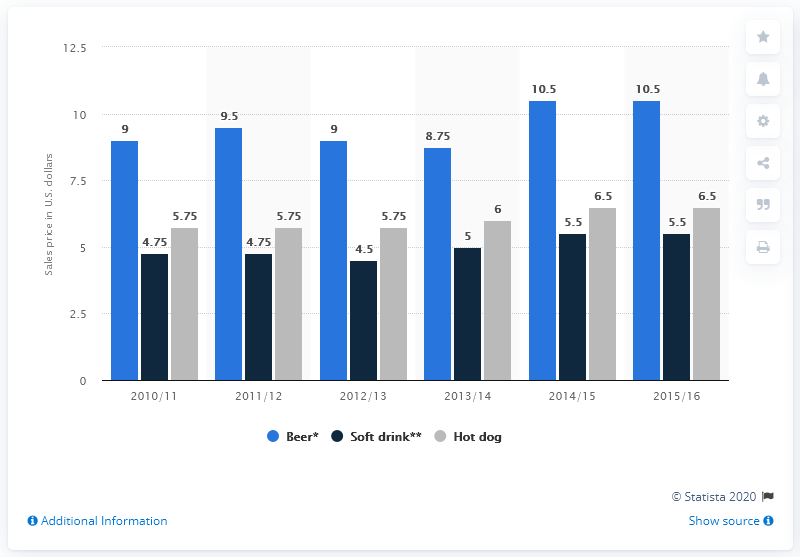 12.5
10
7.5
5
2.5
0
Sales price in U.S. dollars
9 4.75 5.75
9.5 4.75 5.75
9 4.5 5.75
8.75 5 6
10.5 5.5 6.5
10.5 5.5 6.5
2010/11 2011/12 2012/13 2013/14 2014/15 2015/16
Beer* Soft drink** Hot dog
© Statista 2020
Additional Information Show source